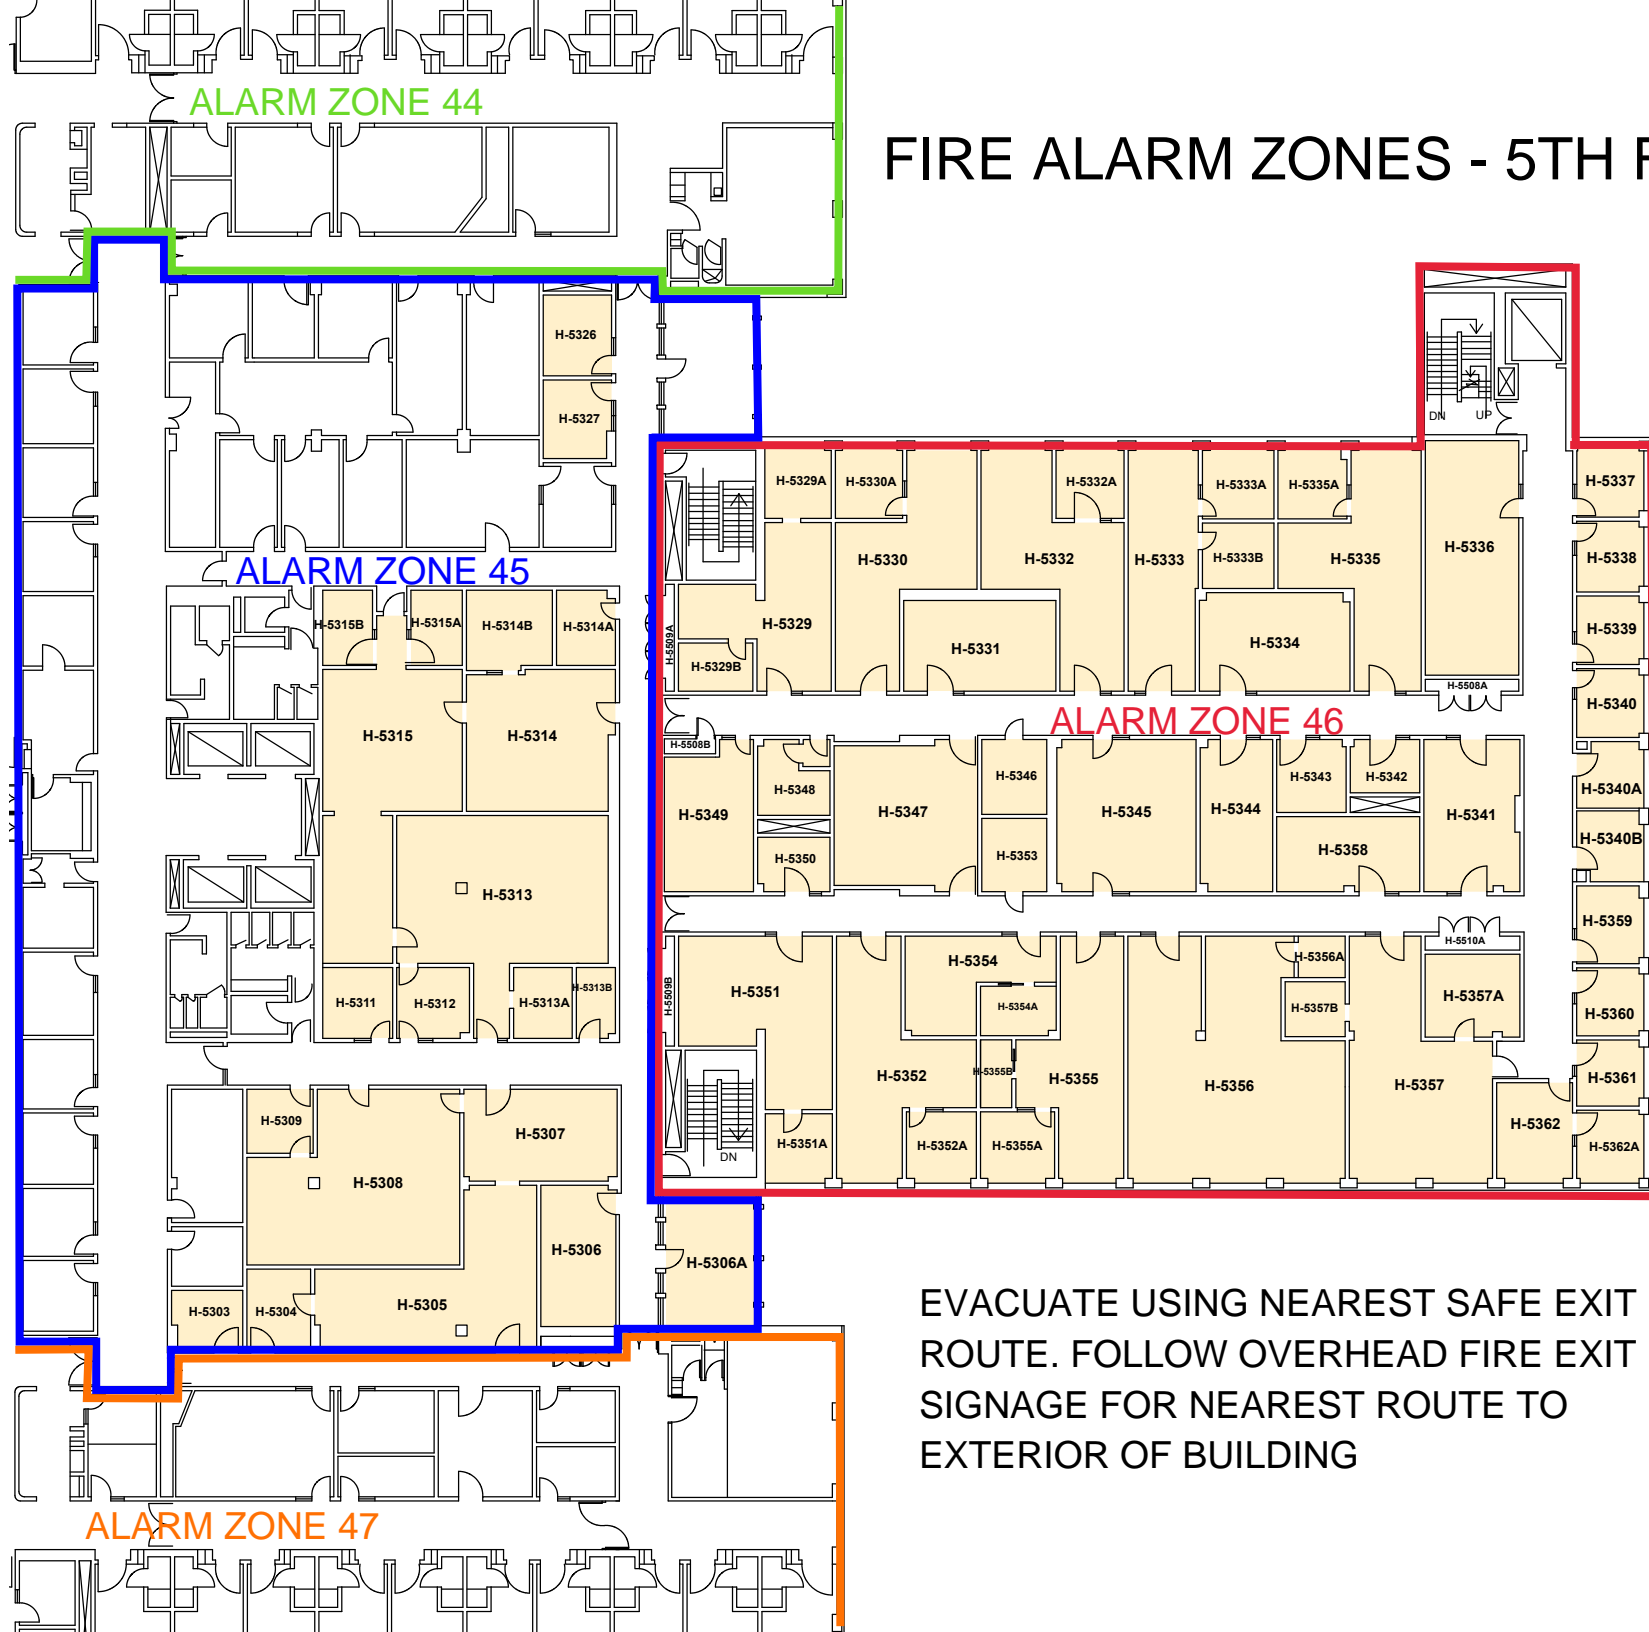 ALARM ZONE 44
FIRE ALARM ZONES - 5TH
H-5326
H-5327
DN
UP
H-5329A
H-5330A
H-5332A
H-5333A
H-5335A
H-5337
H-5330
H-5332
H-5333
H-5333B
H-5335
H-5336
H-5338
ALARM ZONE 45
H-5315B
H-5315A
H-5314B
H-5314A
H-5509A
H-5329
H-5329B
H-5331
H-5334
H-5339
H-5508A
H-5340
ALARM ZONE 46
H-5315
H-5314
H-5508B
H-5348
H-5346
H-5343
H-5342
H-5340A
H-5349
H-5347
H-5345
H-5344
H-5341
H-5350
H-5353
H-5358
H-5340B
H-5313
H-5359
H-5510A
H-5354
H-5356A
H-5311
H-5312
H-5313A
H-5313B
H-5509B
H-5351
H-5354A
H-5357B
H-5357A
H-5360
H-5352
H-5355B
H-5355
H-5356
H-5357
H-5361
H-5309
H-5307
H-5362
H-5351A
H-5352A
H-5355A
H-5362A
DN
H-5308
H-5306
H-5306A
H-5303
H-5304
H-5305
EVACUATE USING NEAREST SAFE EXIT
ROUTE. FOLLOW OVERHEAD FIRE EXIT
SIGNAGE FOR NEAREST ROUTE TO
EXTERIOR OF BUILDING
ALARM ZONE 47